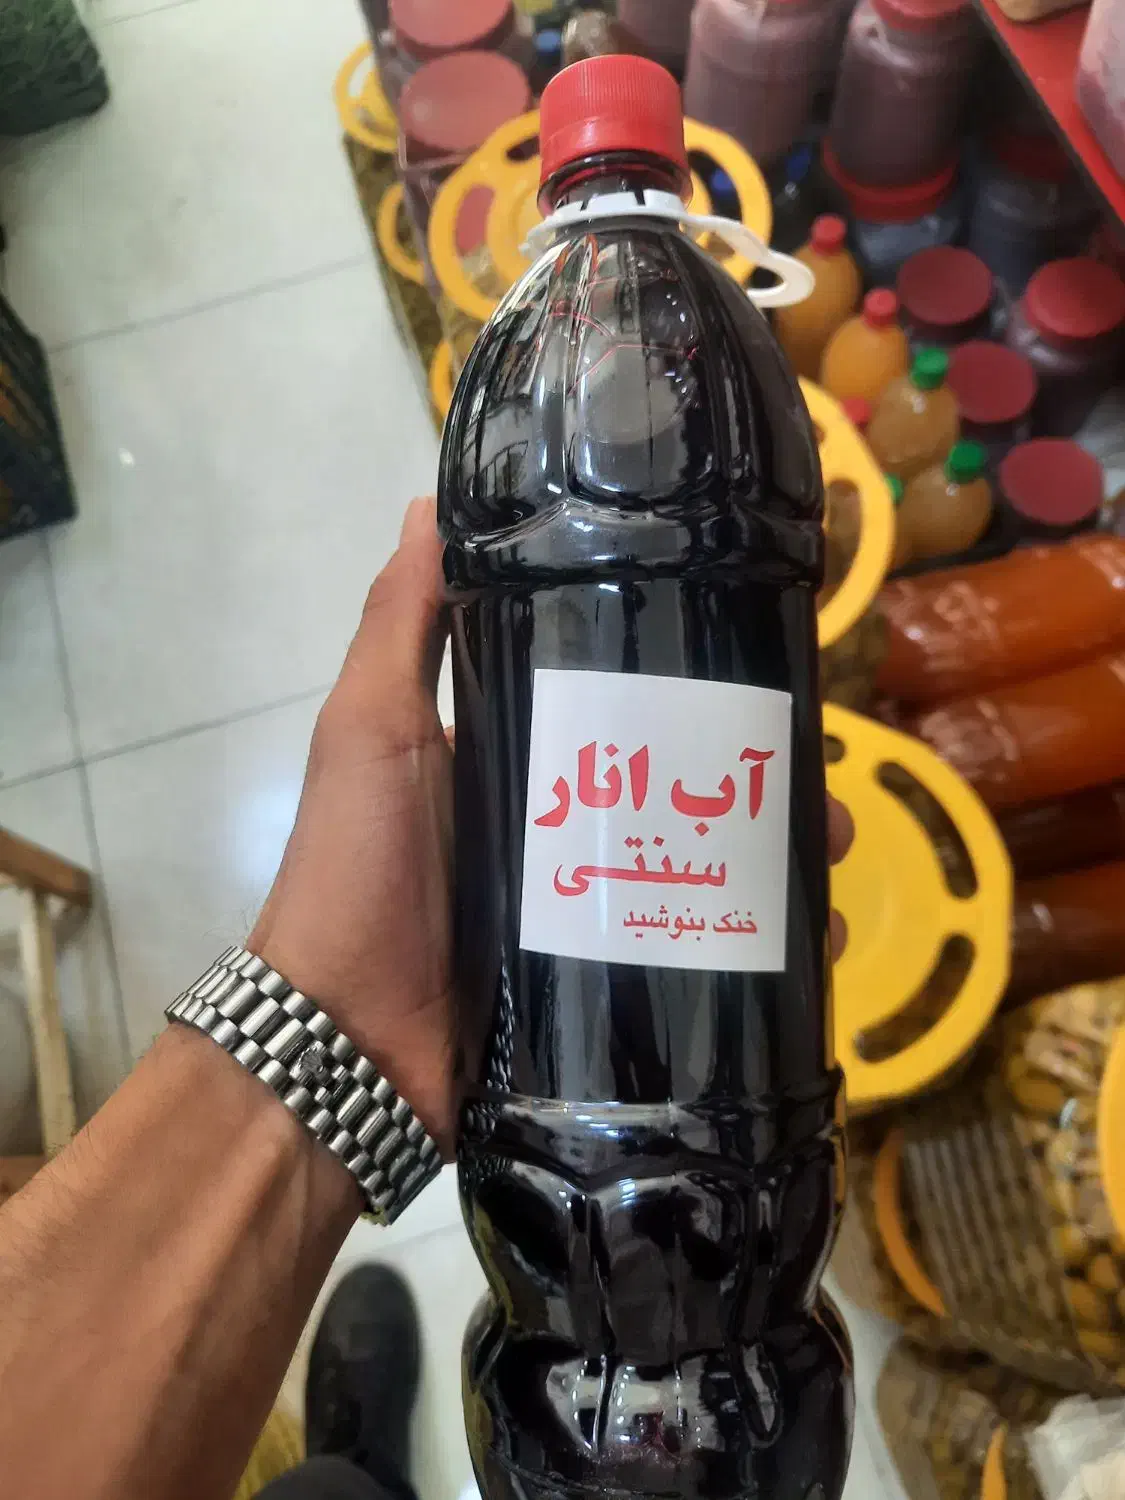 آب انار
سنتی
خنک بنوشید